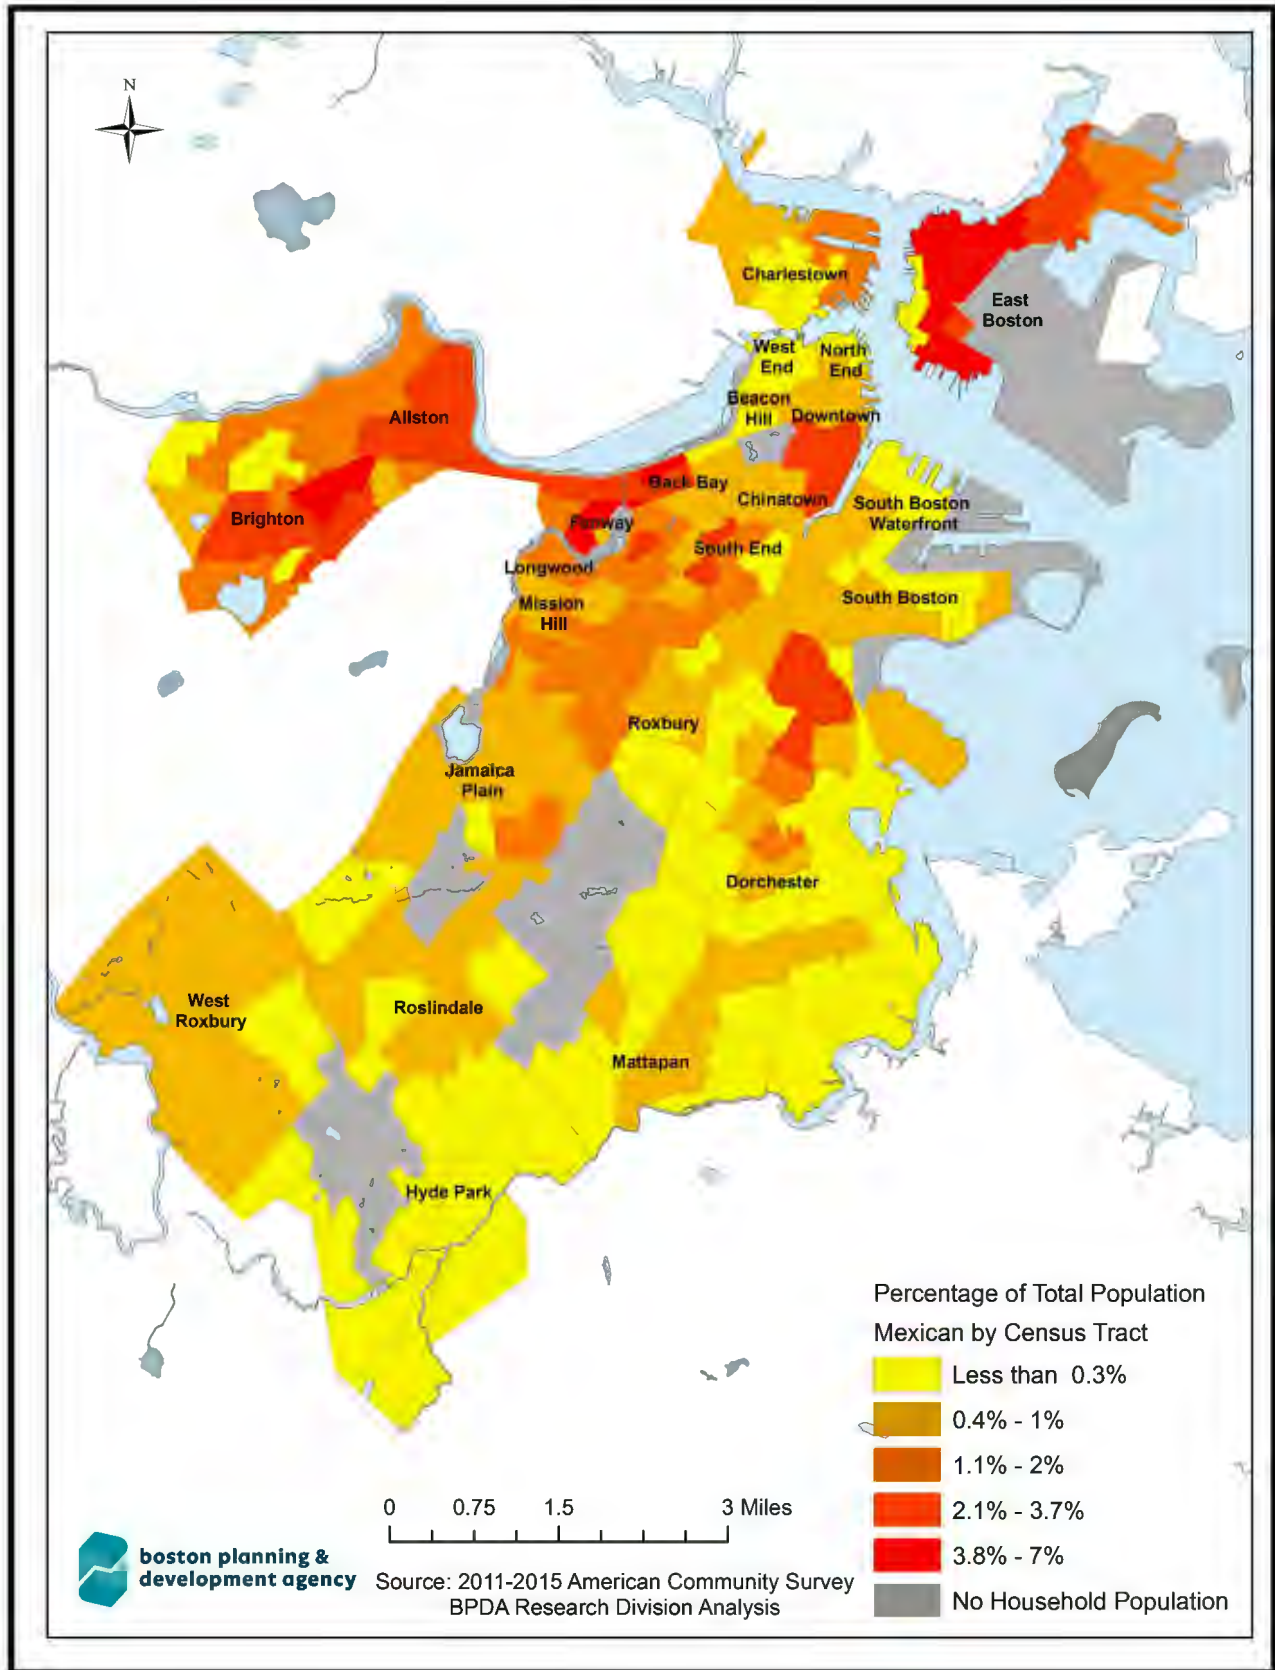 N
Charlestown
East
Boston
West
End
North
End
Beacon
Hill
Downtown
Allston
Back Bay
Chinatown
South Boston
Waterfront
Brighton
Fenway
South End
Longwood
South Boston
Mission
Hill
Roxbury
Jamaica
Plain
Dorchester
West
Roxbury
Roslindale
Mattapan
Hyde Park
Percentage of Total Population
Mexican by Census Tract
Less than 0.3%
0.4% - 1%
1.1% - 2%
2.1% - 3.7%
3.8% - 7%
No Household Population
0 0.75 1.5 3 Miles
boston planning &
development agency
Source: 2011-2015 American Community Survey
BPDA Research Division Analysis